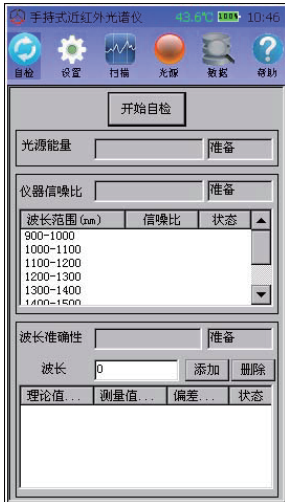 手持式近红外光谱仪 43.6℃ 100% 10:46
自检 设置 扫描 光源 数据 帮助
开始自检
光源能量 准备
仪器信噪比 准备
波长范围(nm) 信噪比 状态
900-1000
1000-1100
1100-1200
1200-1300
1300-1400
1400-1500
波长准确性 准备
波长 0 添加 删除
理论值... 测量值... 偏差... 状态